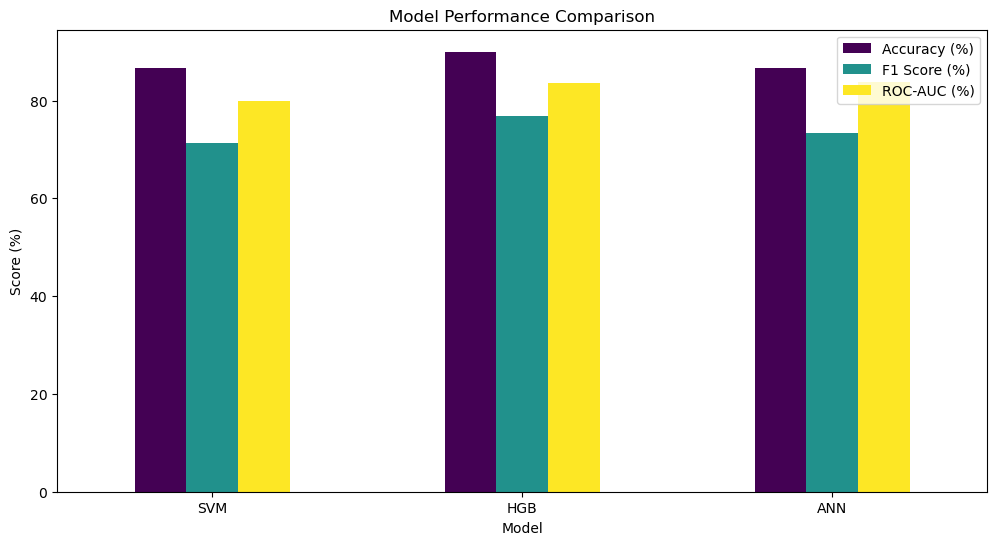 Model Performance Comparison
Accuracy (%)
F1 Score (%)
ROC-AUC (%)
Score (%)
80
60
40
20
0
SVM
HGB
ANN
Model